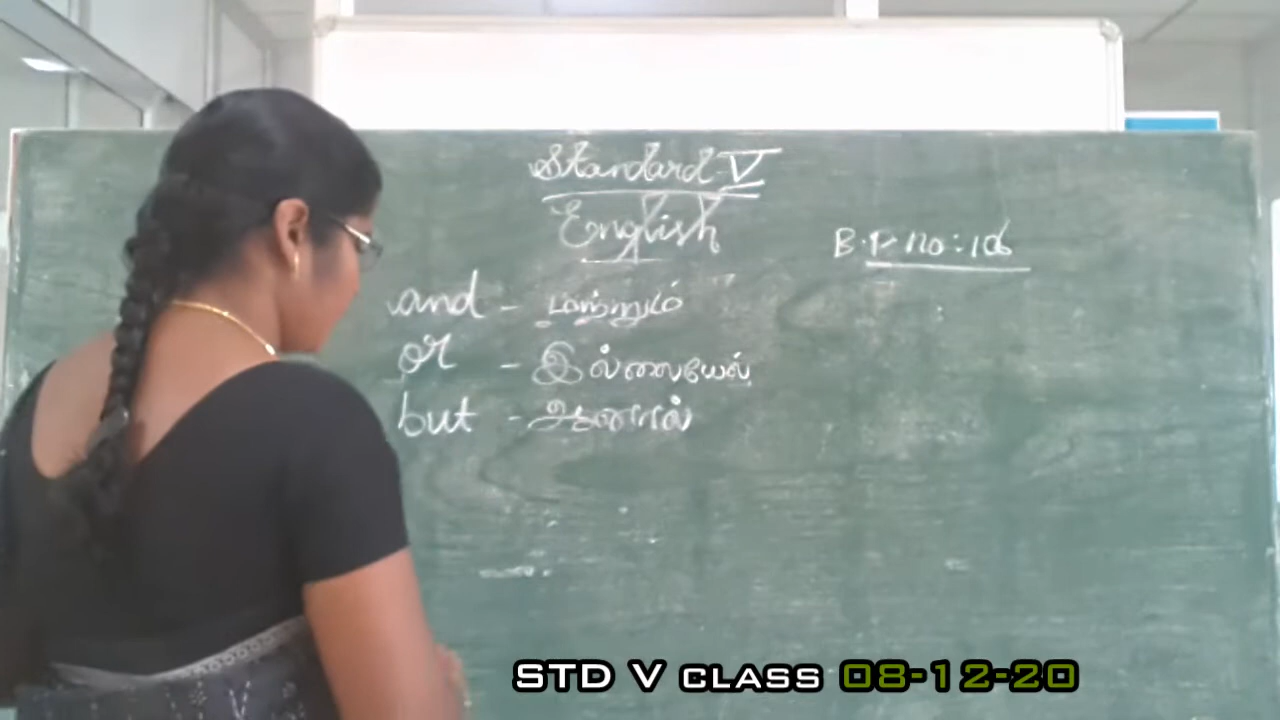 Standard-V
English
B.P no:106
and - மற்றும்
or - இல்லையேல்
but - ஆனால்
STD V CLASS 08-12-20